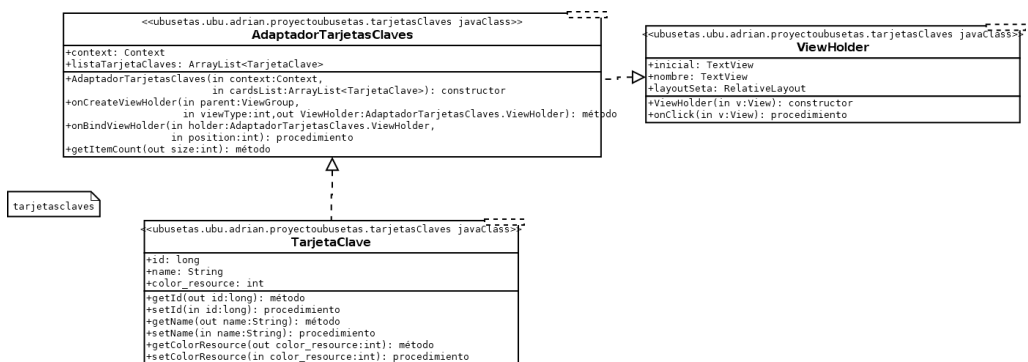 <<ubusetas.ubu.adrian.proyectoubusetas.tarjetasClaves javaClass>>
AdaptadorTarjetasClaves
+context: Context
+listaTarjetaClaves: ArrayList<TarjetaClave>
+AdaptadorTarjetasClaves(in context:Context,
in cardsList:ArrayList<TarjetaClave>): constructor
+onCreateViewHolder(in parent:ViewGroup,
in viewType:int,out ViewHolder:AdaptadorTarjetasClaves.ViewHolder): método
+onBindViewHolder(in holder:AdaptadorTarjetasClaves.ViewHolder,
in position:int): procedimiento
+getItemCount(out size:int): método
<<ubusetas.ubu.adrian.proyectoubusetas.tarjetasClaves javaClass>>
ViewHolder
+inicial: TextView
+nombre: TextView
+layoutSeta: RelativeLayout
+ViewHolder(in v:View): constructor
+onClick(in v:View): procedimiento
tarjetasclaves
<<ubusetas.ubu.adrian.proyectoubusetas.tarjetasClaves javaClass>>
TarjetaClave
+id: long
+name: String
+color_resource: int
+getId(out id:long): método
+setId(in id:long): procedimiento
+getName(out name:String): método
+setName(in name:String): procedimiento
+getColorResource(out color_resource:int): método
+setColorResource(in color_resource:int): procedimiento